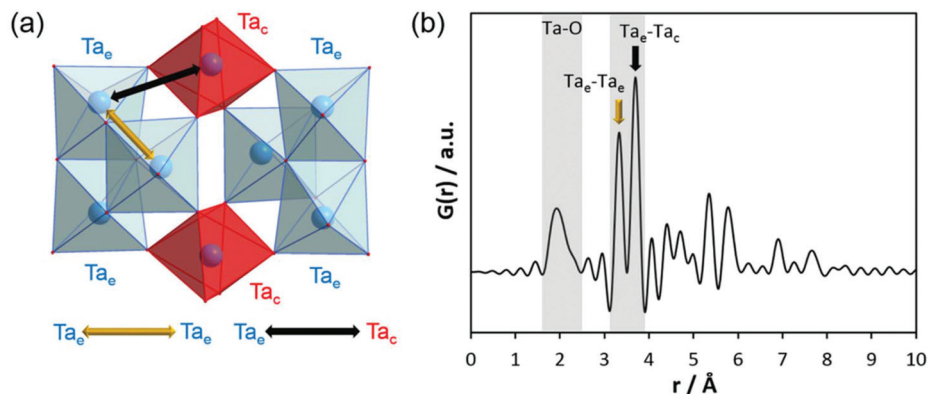 (a)
Ta_c
Ta_e Ta_e
Ta_e Ta_e
Ta_c
Ta_e Ta_e Ta_e Ta_c
(b)
Ta-O
Ta_e-Ta_c
Ta_e-Ta_e
G(r) / a.u.
0 1 2 3 4 5 6 7 8 9 10
r / Å